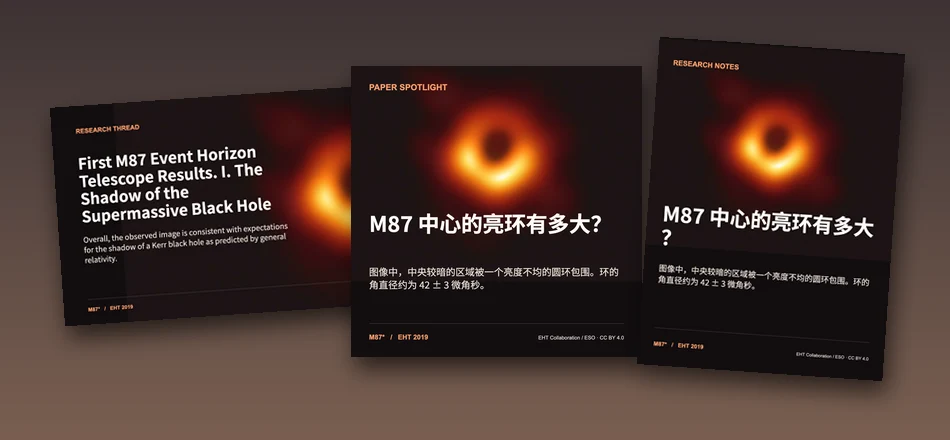 RESEARCH THREAD
First M87 Event Horizon
Telescope Results. I. The
Shadow of the
Supermassive Black Hole
Overall, the observed image is consistent with expectations
for the shadow of a Kerr black hole as predicted by general
relativity.
M87* / EHT 2019
PAPER SPOTLIGHT
M87 中心的亮环有多大?
图像中，中央较暗的区域被一个亮度不均的圆环包围。环的
角直径约为 42 ± 3 微角秒。
M87* / EHT 2019
EHT Collaboration / ESO · CC BY 4.0
RESEARCH NOTES
M87 中心的亮环有多大
?
图像中，中央较暗的区域被一个亮度不均的圆环包围。环的
角直径约为 42 ± 3 微角秒。
M87* / EHT 2019
EHT Collaboration / ESO · CC BY 4.0